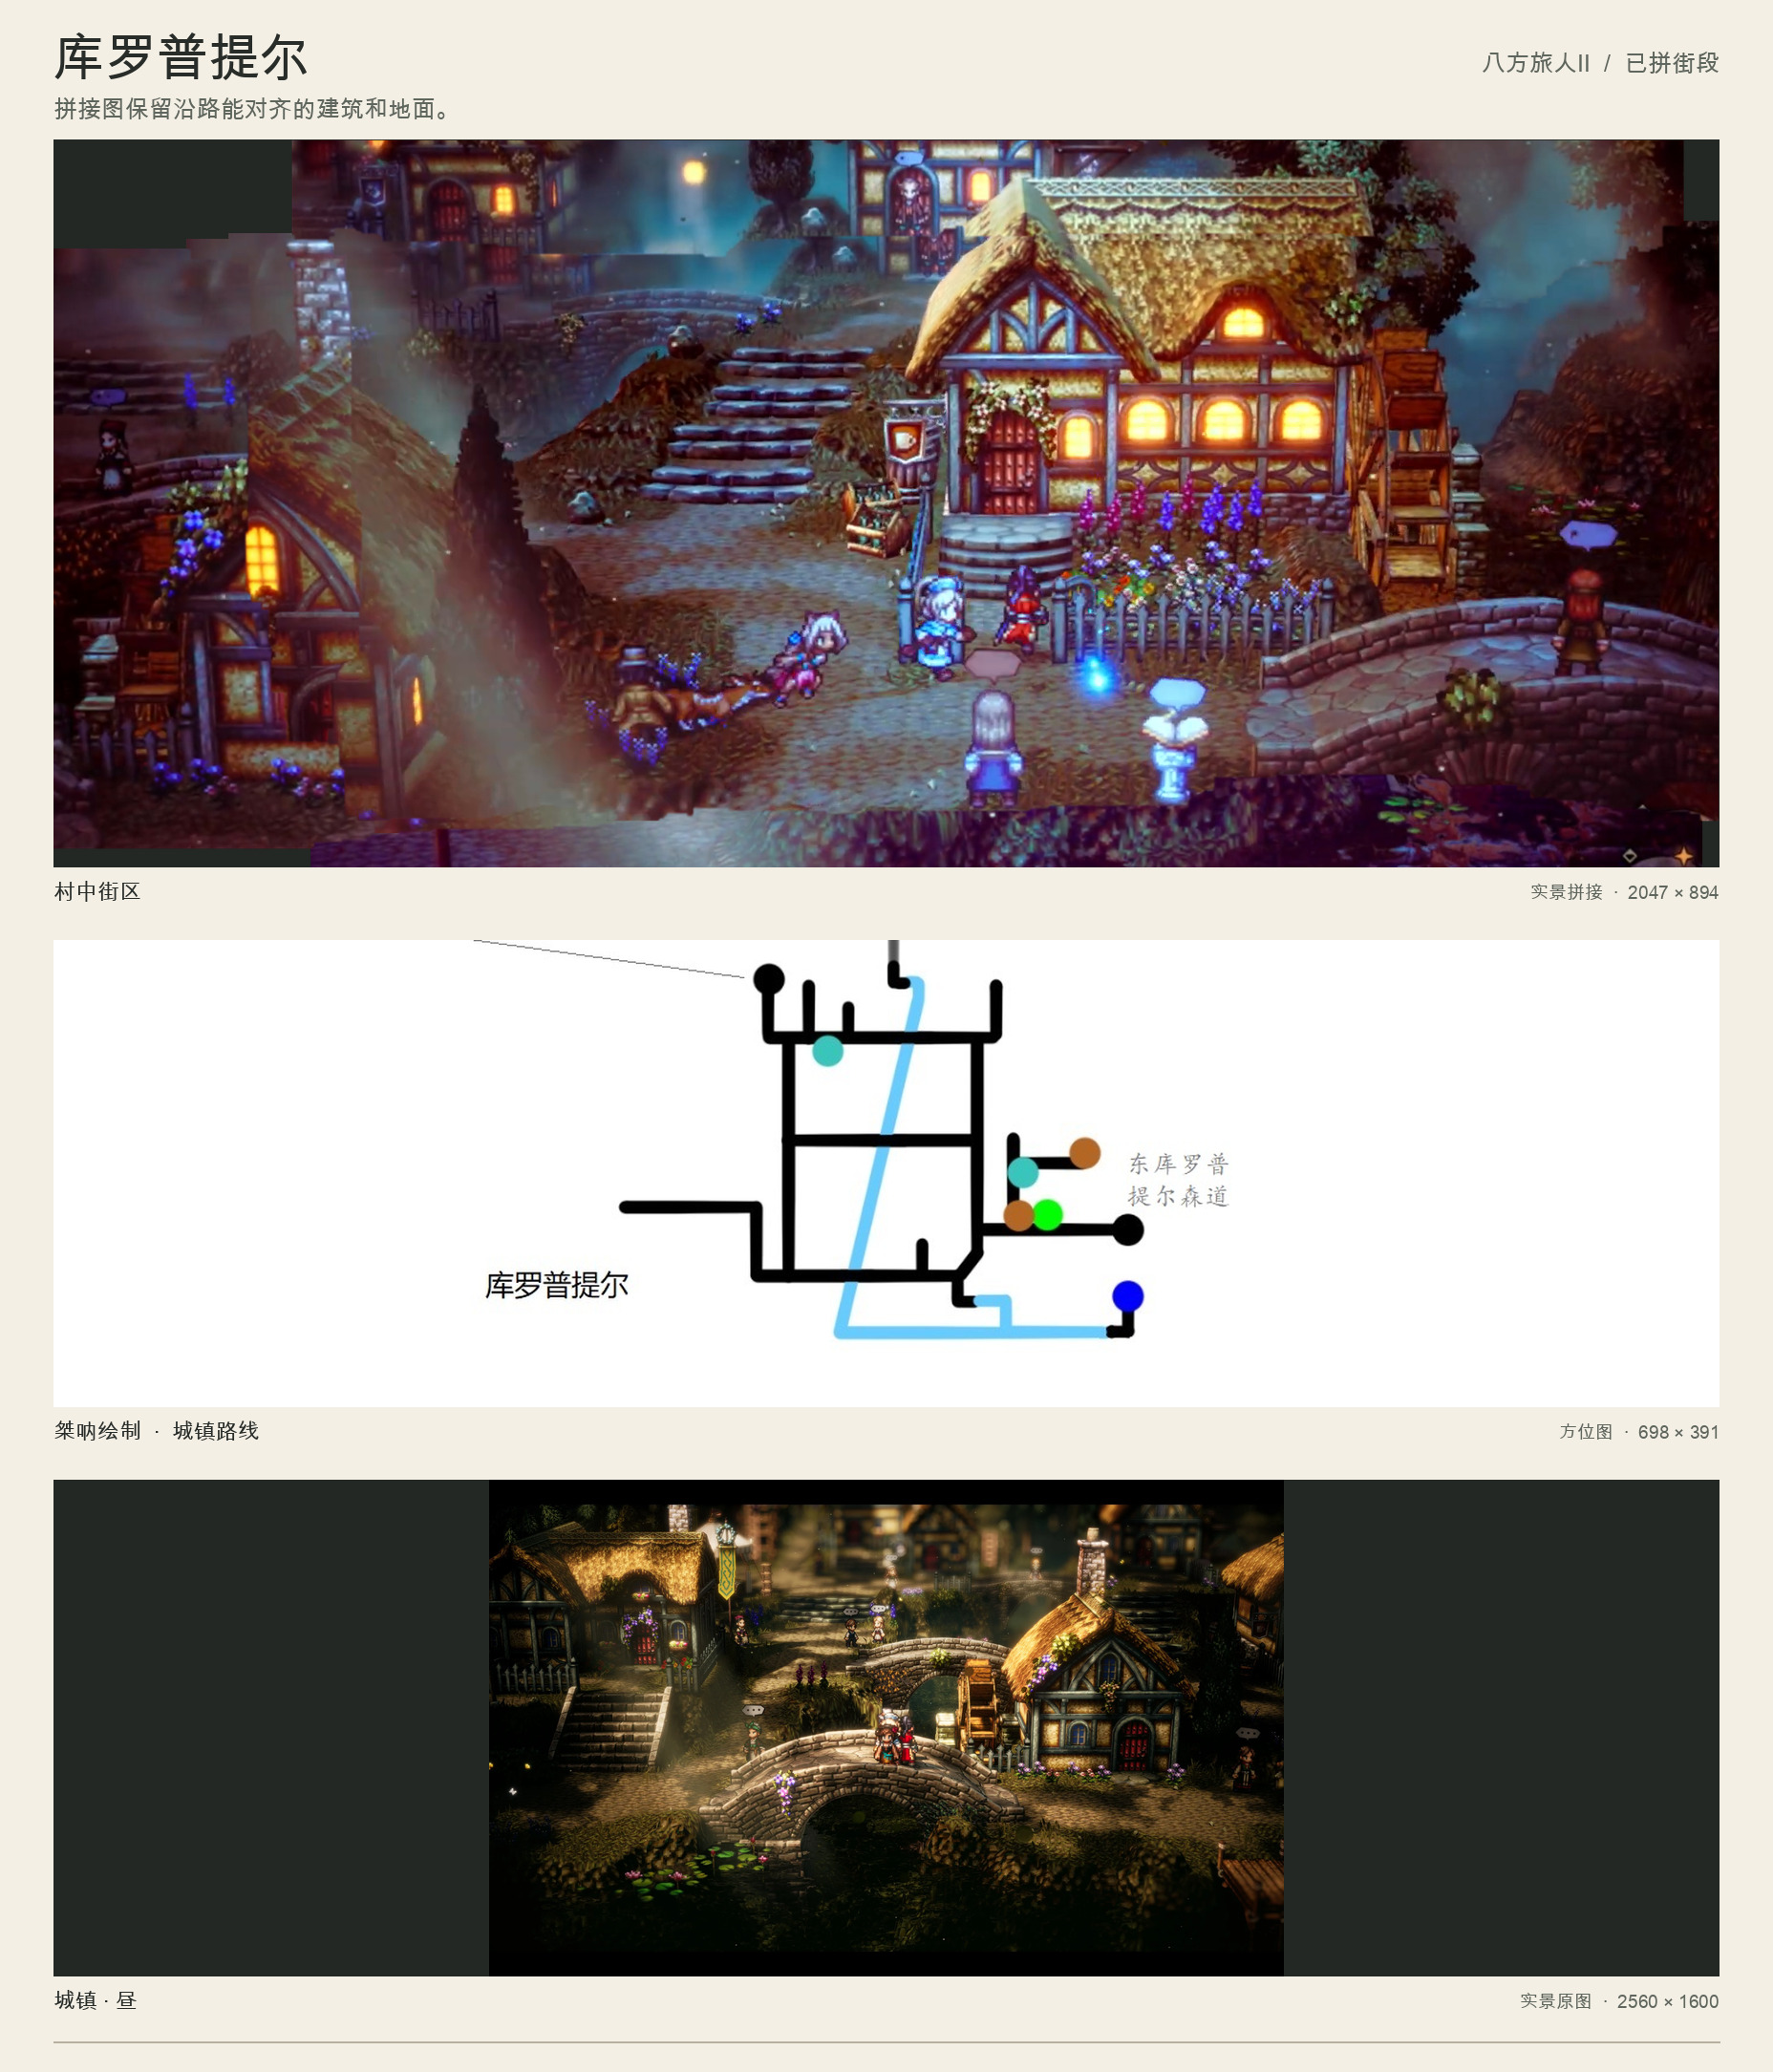 库罗普提尔
八方旅人II / 已拼街段
拼接图保留沿路能对齐的建筑和地面。
村中街区
实景拼接 · 2047 × 894
东库罗普
提尔森道
库罗普提尔
桀呐绘制 · 城镇路线
方位图 · 698 × 391
城镇 · 昼
实景原图 · 2560 × 1600